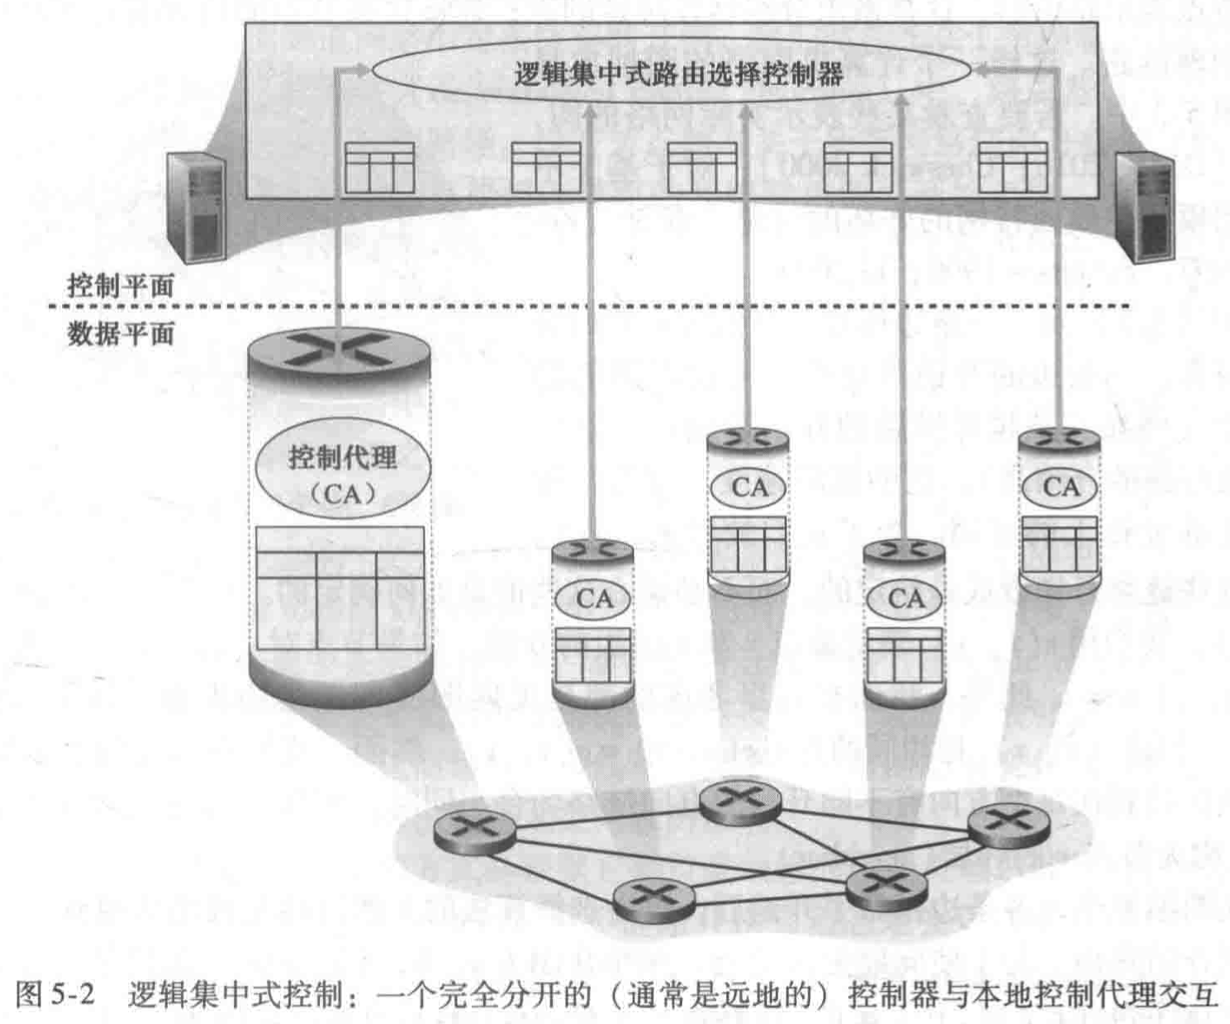 逻辑集中式路由选择控制器
控制平面
数据平面
控制代理
（CA）
CA
CA
CA
CA
图5-2 逻辑集中式控制：一个完全分开的（通常是远地的）控制器与本地控制代理交互